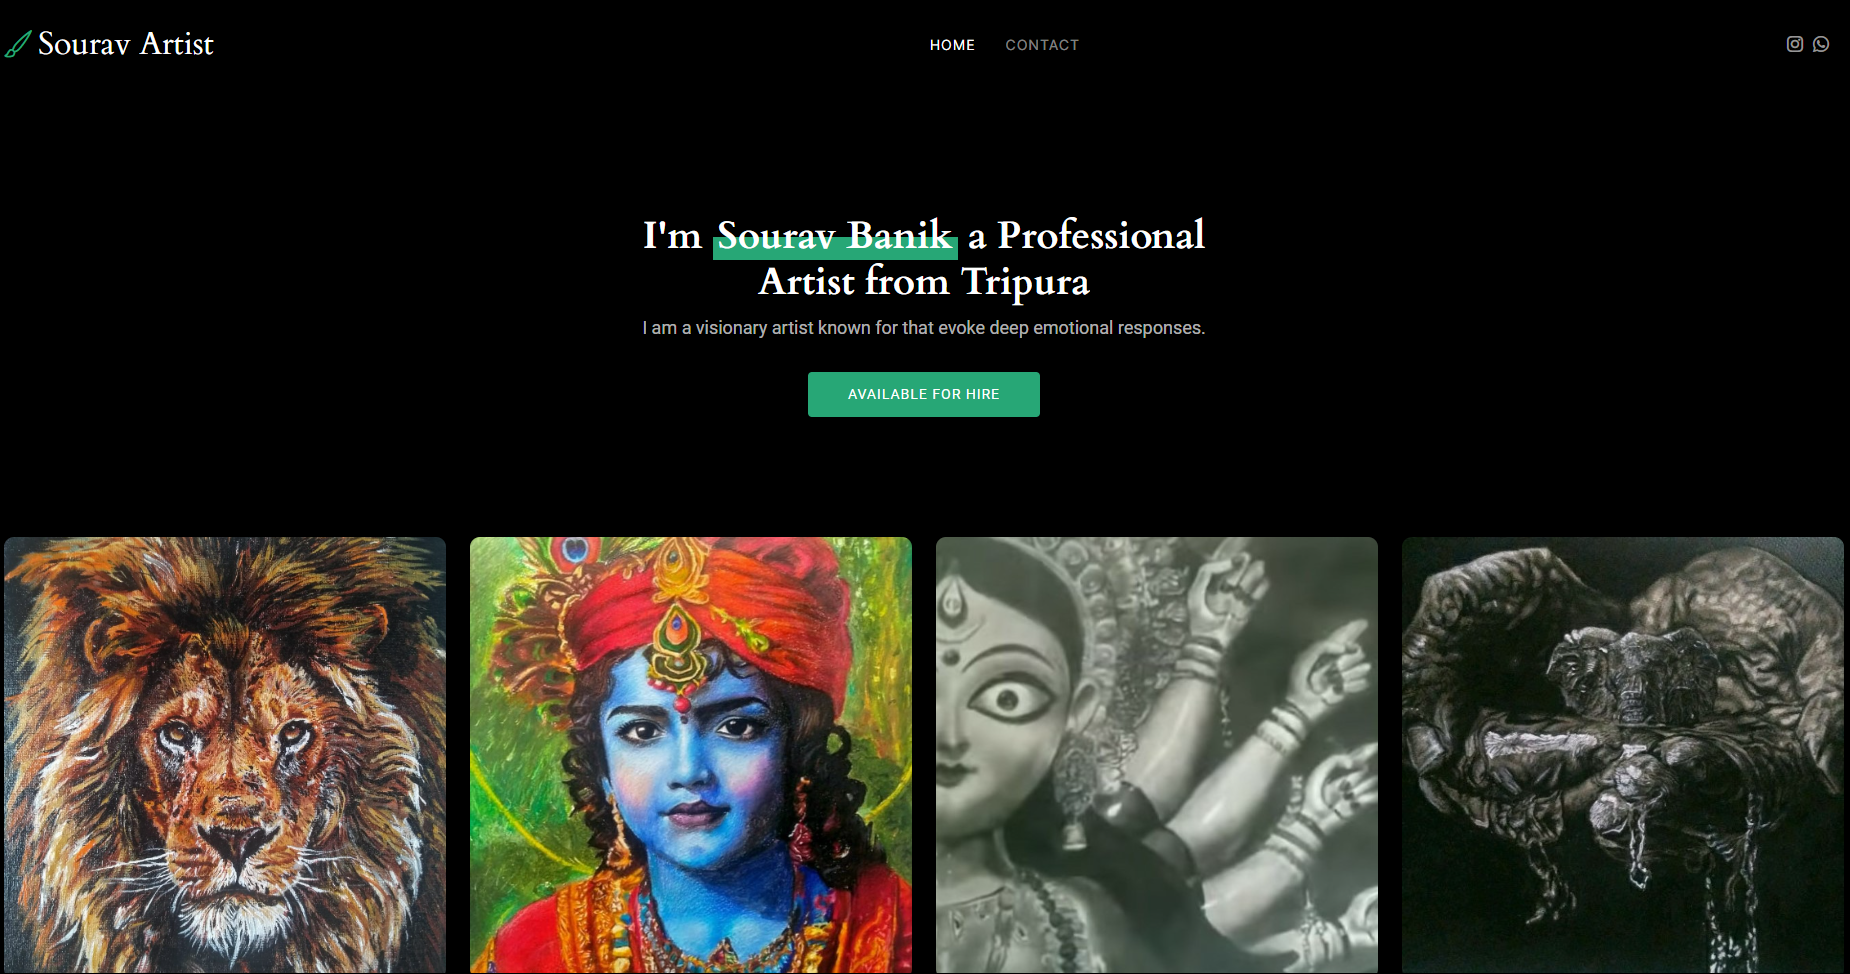 Sourav Artist
HOME
CONTACT
I'm Sourav Banik a Professional
Artist from Tripura
I am a visionary artist known for that evoke deep emotional responses.
AVAILABLE FOR HIRE